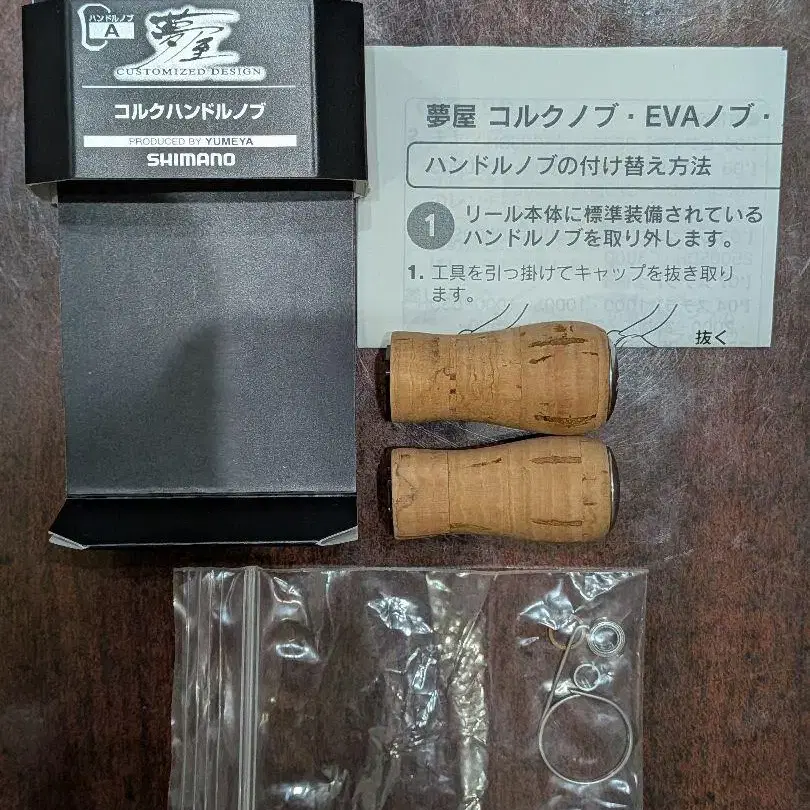 ハンドルノブ
A
夢屋
CUSTOMIZED DESIGN
コルクハンドルノブ
PRODUCED BY YUMEYA
SHIMANO
夢屋 コルクノブ・EVAノブ・
ハンドルノブの付け替え方法
1 リール本体に標準装備されている
ハンドルノブを取り外します。
1. 工具を引っ掛けてキャップを抜き取り
ます。
抜く